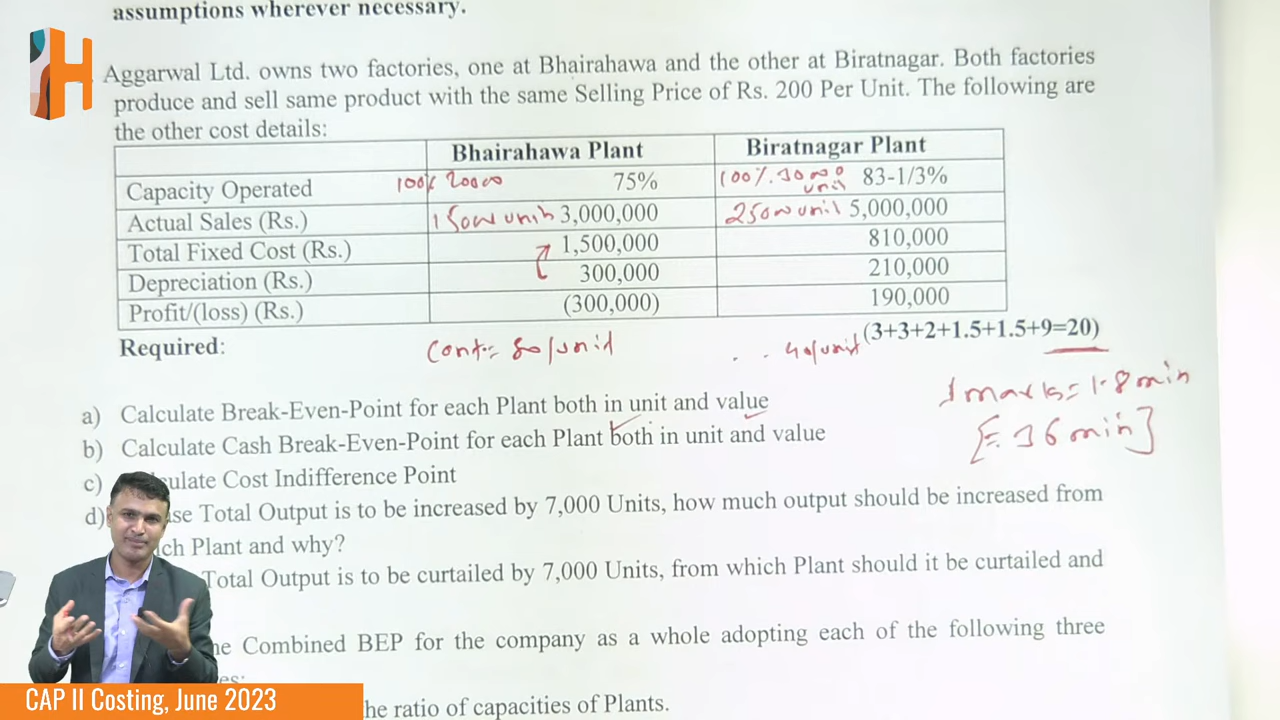 assumptions wherever necessary.
H
Aggarwal Ltd. owns two factories, one at Bhairahawa and the other at Biratnagar. Both factories
produce and sell same product with the same Selling Price of Rs. 200 Per Unit. The following are
the other cost details:
Bhairahawa Plant Biratnagar Plant
Capacity Operated 100% 20000 75% 100%. 30000 unit 83-1/3%
Actual Sales (Rs.) 15000 unit 3,000,000 25000 unit 5,000,000
Total Fixed Cost (Rs.) 1,500,000 810,000
Depreciation (Rs.) 300,000 210,000
Profit/(loss) (Rs.) (300,000) 190,000
(3+3+2+1.5+1.5+9=20)
Required: Cont= 80/unit 40/unit
1 marks=1.8min
[= 36 min]
a) Calculate Break-Even-Point for each Plant both in unit and value
b) Calculate Cash Break-Even-Point for each Plant both in unit and value
c) culate Cost Indifference Point
d) se Total Output is to be increased by 7,000 Units, how much output should be increased from
ch Plant and why?
Total Output is to be curtailed by 7,000 Units, from which Plant should it be curtailed and
he Combined BEP for the company as a whole adopting each of the following three
es:
he ratio of capacities of Plants.
CAP II Costing, June 2023